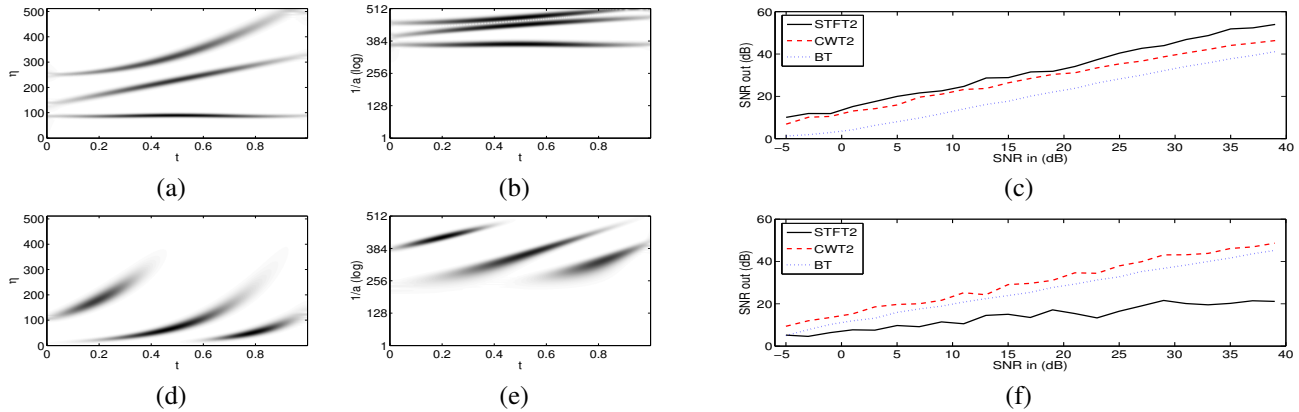 500
400
300
200
100
0
η
0 0.2 0.4 0.6 0.8
t
(a)
512
384
256
128
1
1/a (log)
0 0.2 0.4 0.6 0.8 1
t
(b)
60
40
20
0
SNR out (dB)
STFT2
CWT2
BT
−5 0 5 10 15 20 25 30 35 40
SNR in (dB)
(c)
500
400
300
200
100
0
η
0 0.2 0.4 0.6 0.8
t
(d)
512
384
256
128
1
1/a (log)
0 0.2 0.4 0.6 0.8 1
t
(e)
60
40
20
0
SNR out (dB)
STFT2
CWT2
BT
−5 0 5 10 15 20 25 30 35 40
SNR in (dB)
(f)